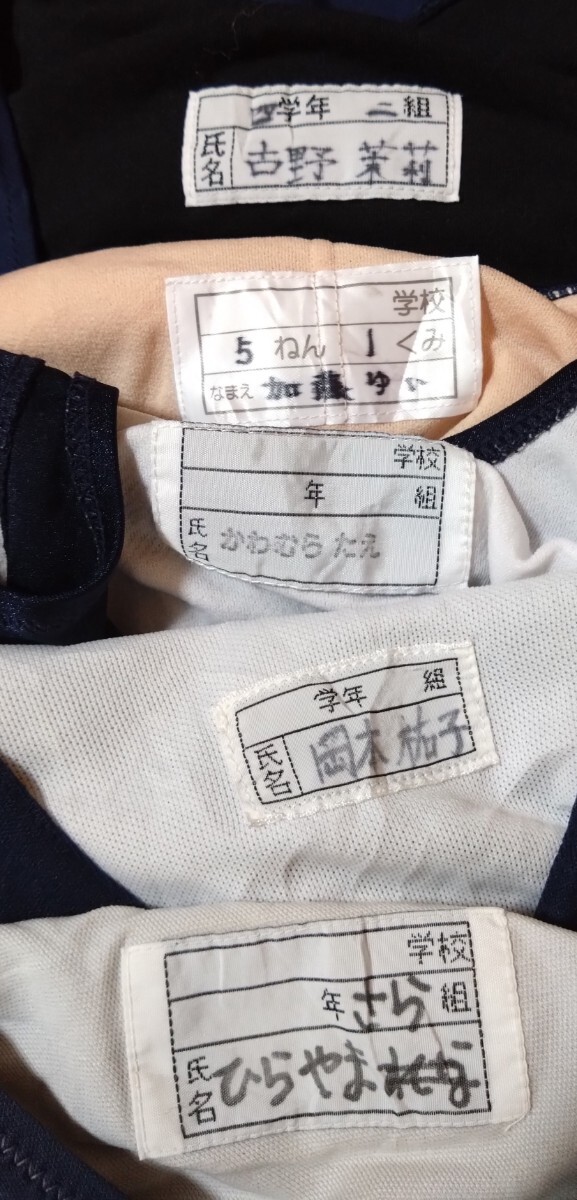 四学年 二組
氏名 古野 茉莉
学校
5 ねん 1 くみ
なまえ 加藤 ゆい
学校
年 組
氏名 かわむら たえ
学年 組
氏名 岡本祐子
学校
年 さら 組
氏名 ひらやま